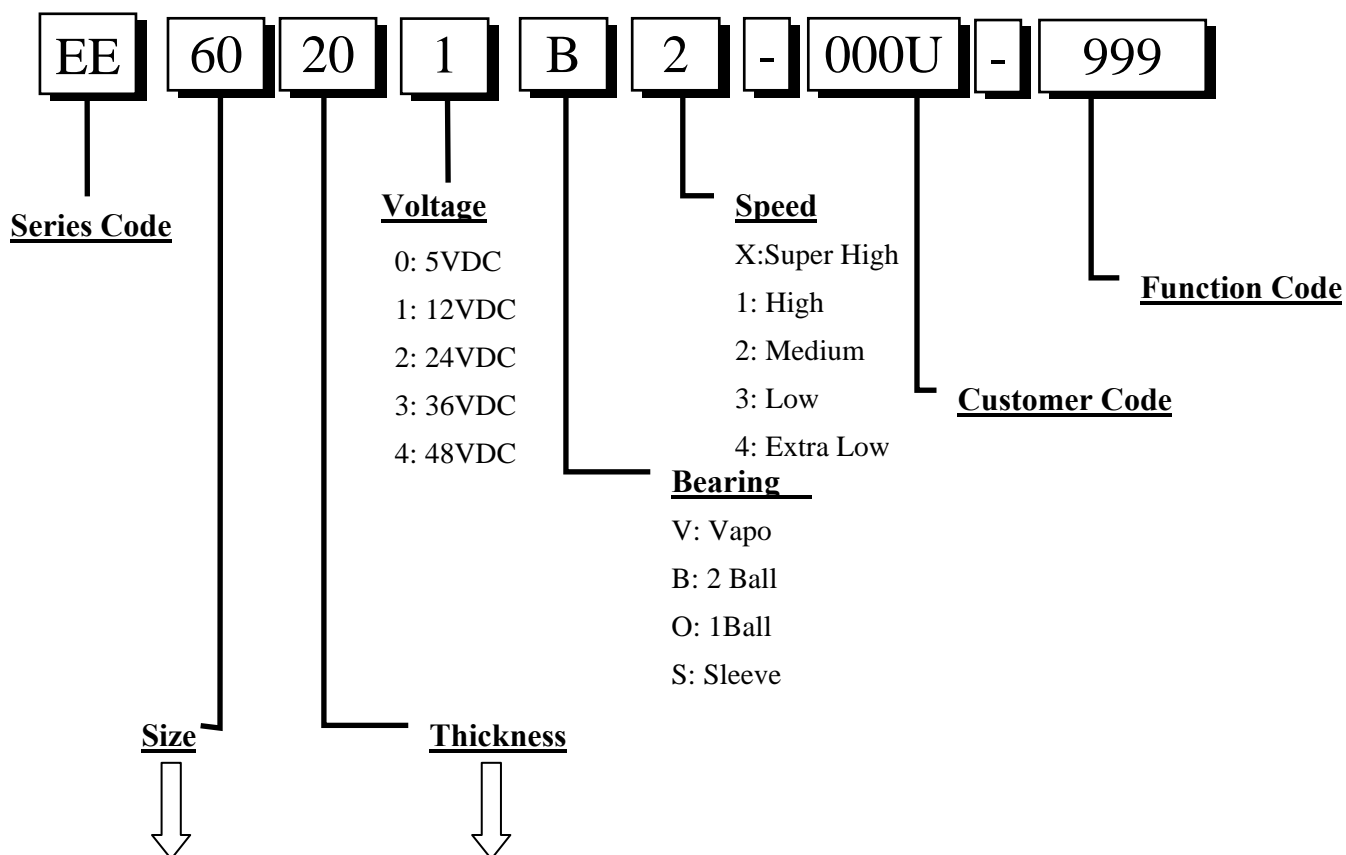 EE 60 20 1 B 2 - 000U - 999
Series Code
Voltage
0: 5VDC
1: 12VDC
2: 24VDC
3: 36VDC
4: 48VDC
Speed
X:Super High
1: High
2: Medium
3: Low
4: Extra Low
Function Code
Customer Code
Bearing
V: Vapo
B: 2 Ball
O: 1Ball
S: Sleeve
Size
Thickness